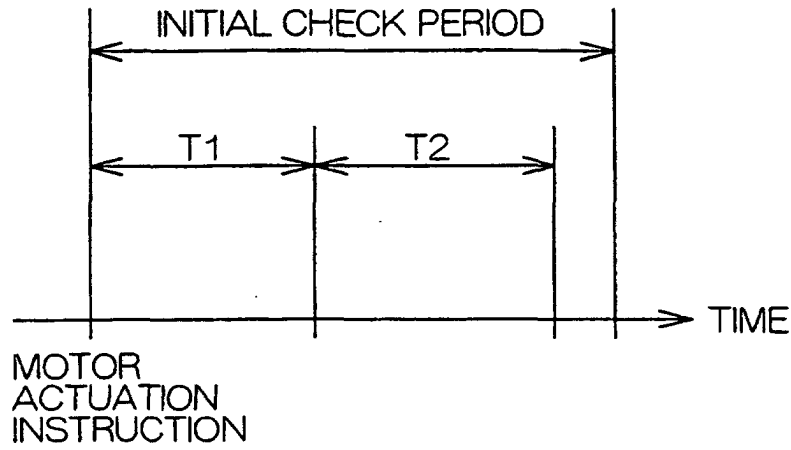 INITIAL CHECK PERIOD
T1
T2
TIME
MOTOR
ACTUATION
INSTRUCTION